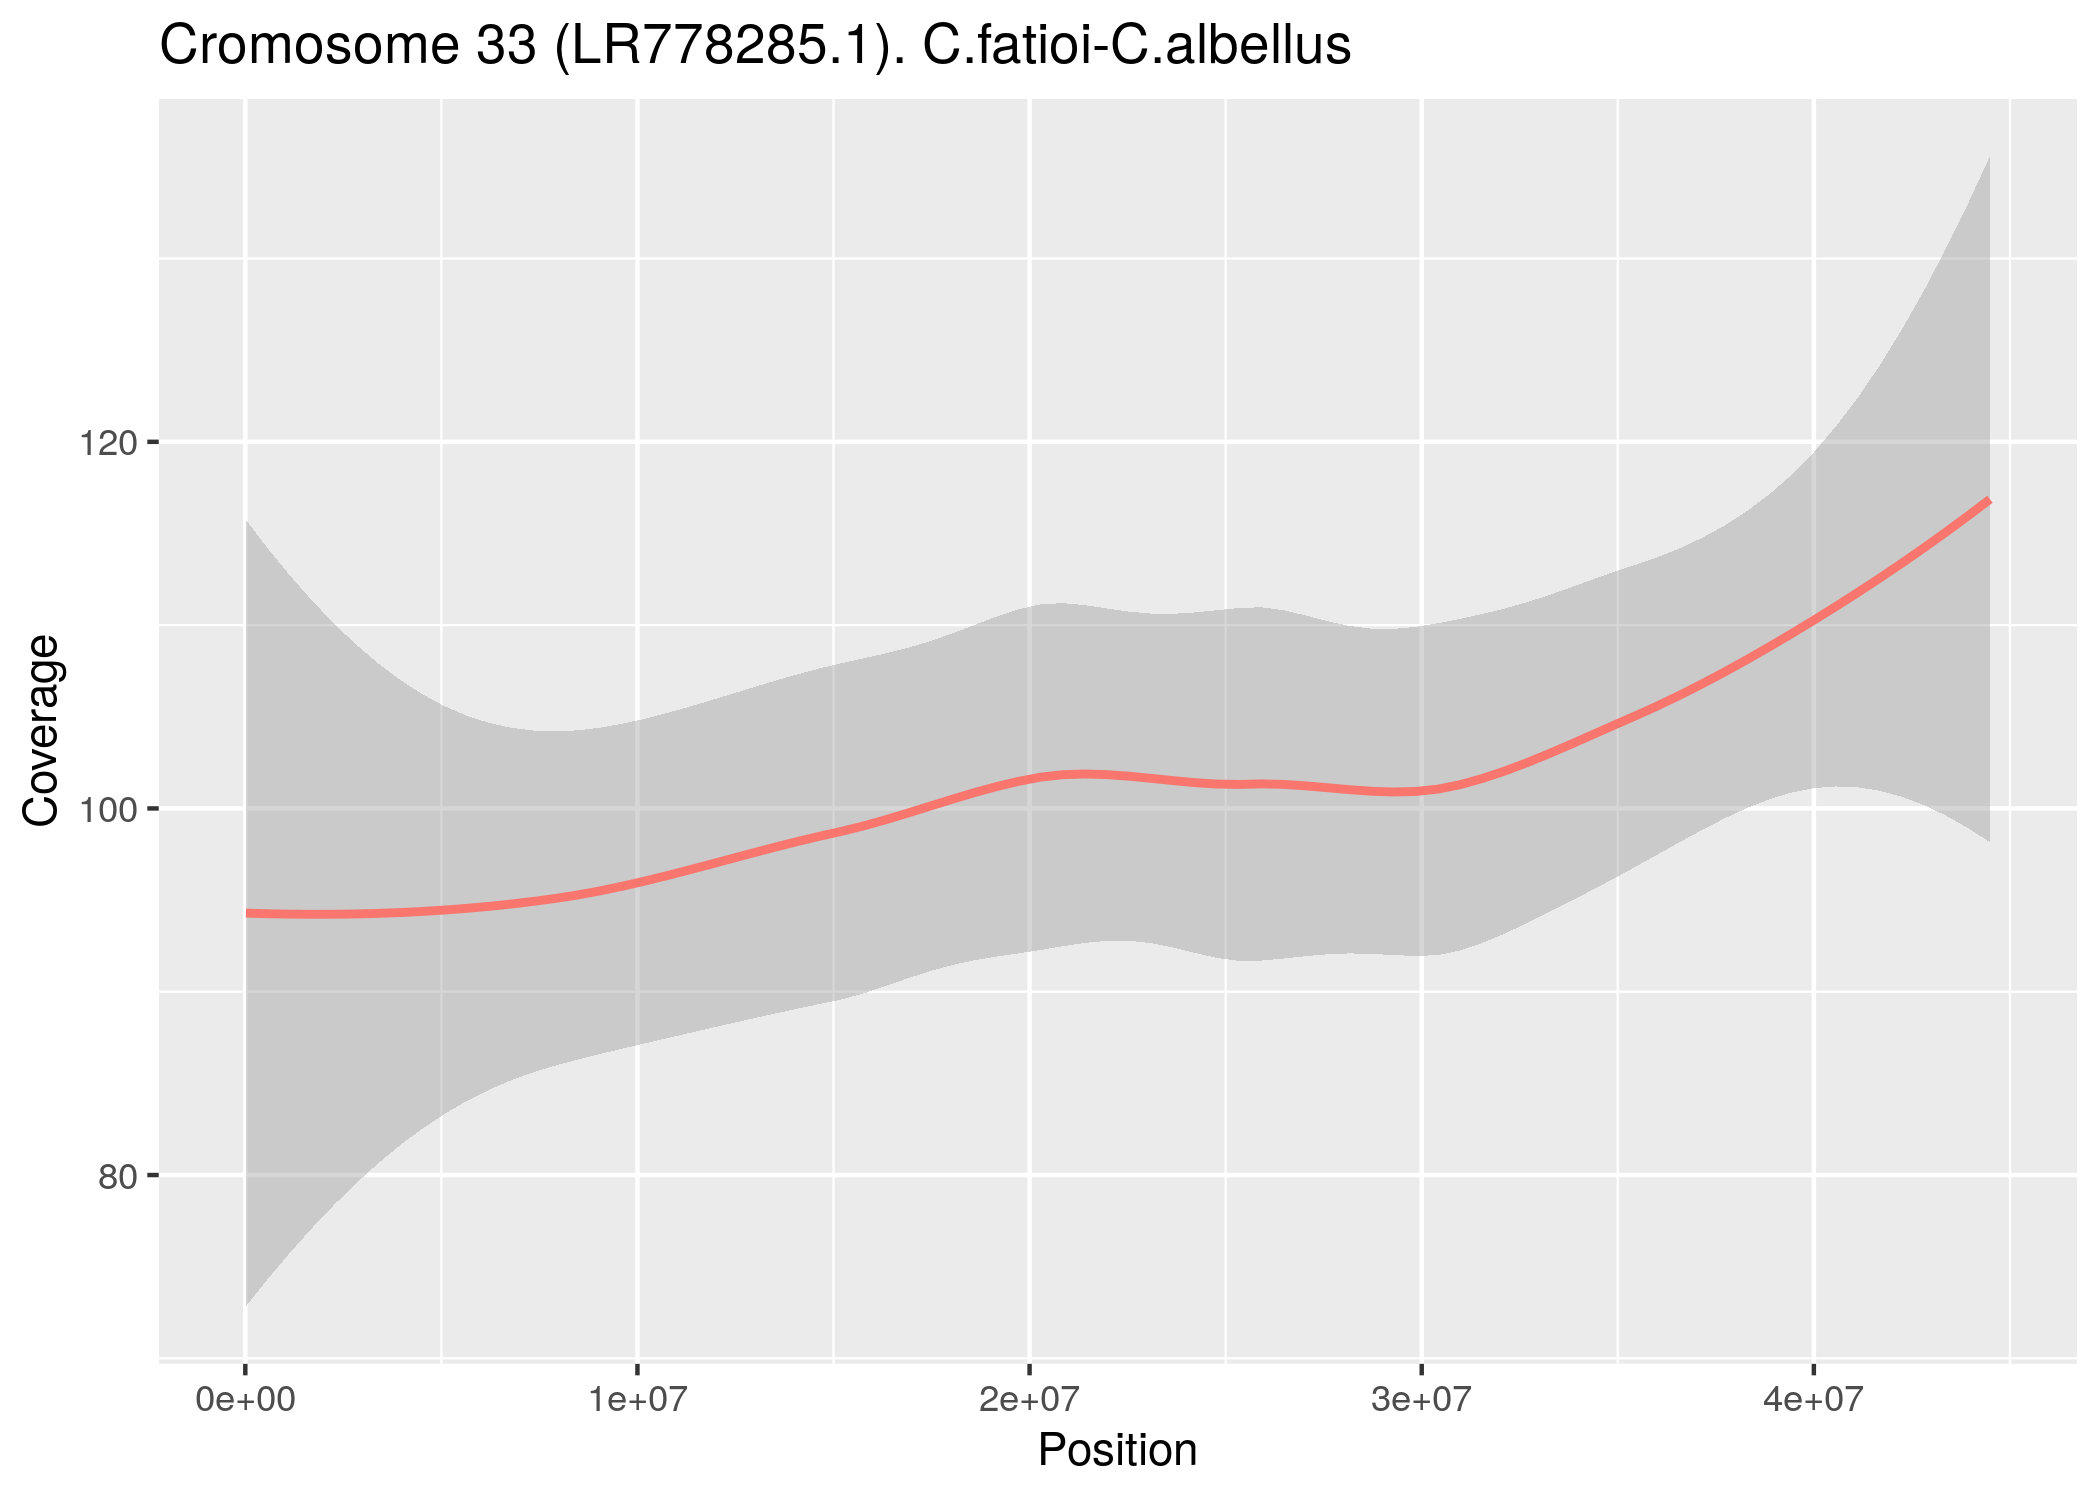 Cromosome 33 (LR778285.1). C.fatioi-C.albellus
120
100
80
Coverage
0e+00 1e+07 2e+07 3e+07 4e+07
Position